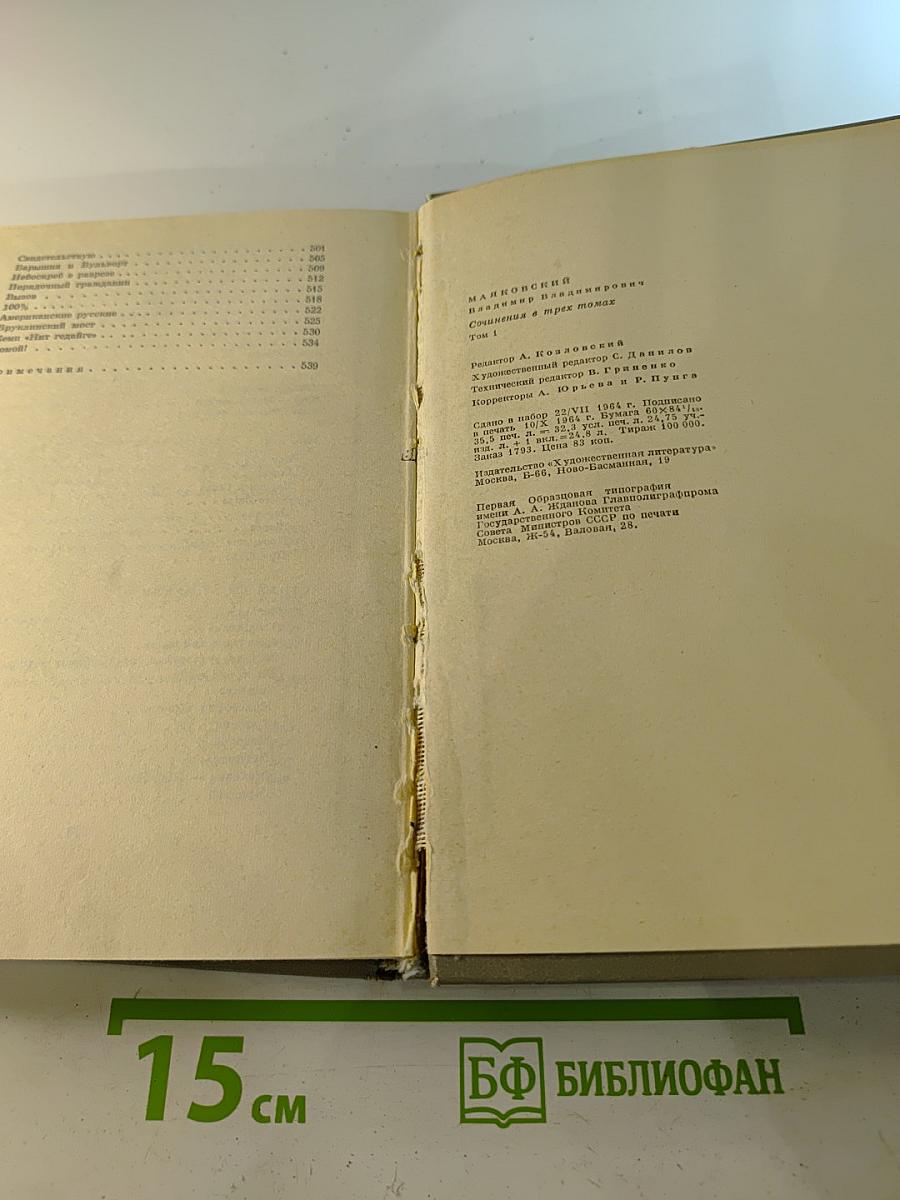 Свидетельствую . . . . . . . . . . . . . . . . . . 501
Барышня и Вульворт . . . . . . . . . . . . . . . . 505
Небоскреб в разрезе . . . . . . . . . . . . . . . . 509
Порядочный гражданин . . . . . . . . . . . . . . . 512
Вызов . . . . . . . . . . . . . . . . . . . . . . 515
100% . . . . . . . . . . . . . . . . . . . . . . . 518
Американские русские . . . . . . . . . . . . . . . 522
Бруклинский мост . . . . . . . . . . . . . . . . . 525
Кемп «Нит гедайге» . . . . . . . . . . . . . . . . 530
омой! . . . . . . . . . . . . . . . . . . . . . . 534
римечания . . . . . . . . . . . . . . . . . . . . 539
МАЯКОВСКИЙ
Владимир Владимирович
Сочинения в трех томах
Том 1
Редактор А. Козловский
Художественный редактор С. Данилов
Технический редактор В. Гриненко
Корректоры А. Юрьева и Р. Пунга
Сдано в набор 22/VII 1964 г. Подписано
в печать 10/X 1964 г. Бумага 60×84¹/₁₆.
35,5 печ. л. = 32,3 усл. печ. л. 24,75 уч.-
изд. л. + 1 вкл.=24,8 л. Тираж 100 000.
Заказ 1793. Цена 83 коп.
Издательство «Художественная литература»
Москва, Б-66, Ново-Басманная, 19
Первая Образцовая типография
имени А. А. Жданова Главполиграфпрома
Государственного Комитета
Совета Министров СССР по печати
Москва, Ж-54, Валовая, 28.
15 см
БФ БИБЛИОФАН